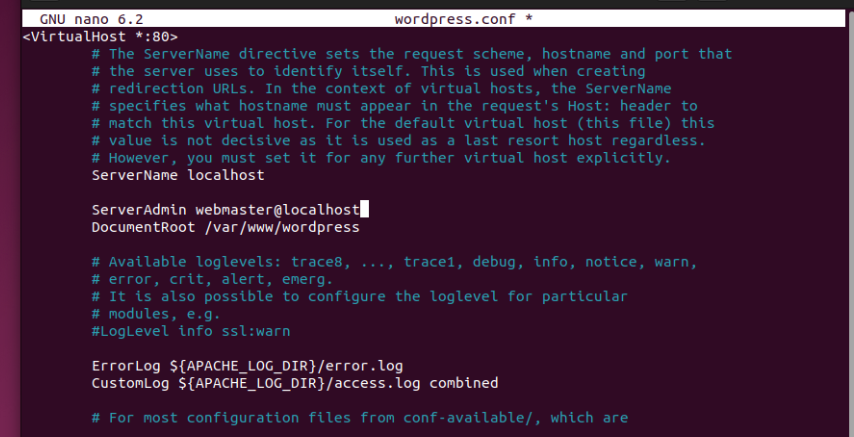 GNU nano 6.2 wordpress.conf *
<VirtualHost *:80>
# The ServerName directive sets the request scheme, hostname and port that
# the server uses to identify itself. This is used when creating
# redirection URLs. In the context of virtual hosts, the ServerName
# specifies what hostname must appear in the request's Host: header to
# match this virtual host. For the default virtual host (this file) this
# value is not decisive as it is used as a last resort host regardless.
# However, you must set it for any further virtual host explicitly.
ServerName localhost
ServerAdmin webmaster@localhost
DocumentRoot /var/www/wordpress
# Available loglevels: trace8, ..., trace1, debug, info, notice, warn,
# error, crit, alert, emerg.
# It is also possible to configure the loglevel for particular
# modules, e.g.
#LogLevel info ssl:warn
ErrorLog ${APACHE_LOG_DIR}/error.log
CustomLog ${APACHE_LOG_DIR}/access.log combined
# For most configuration files from conf-available/, which are